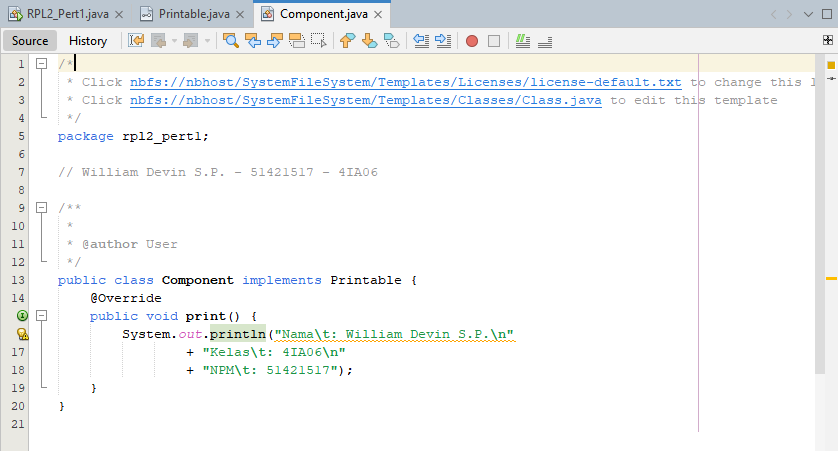 RPL2_Pert1.java Printable.java Component.java
Source History
1 /*
2 * Click nbfs://nbhost/SystemFileSystem/Templates/Licenses/license-default.txt to change this l
3 * Click nbfs://nbhost/SystemFileSystem/Templates/Classes/Class.java to edit this template
4 */
5 package rpl2_pert1;
6
7 // William Devin S.P. - 51421517 - 4IA06
8
9 /**
10 *
11 * @author User
12 */
13 public class Component implements Printable {
14 @Override
public void print() {
System.out.println("Nama\t: William Devin S.P.\n"
17 + "Kelas\t: 4IA06\n"
18 + "NPM\t: 51421517");
19 }
20 }
21